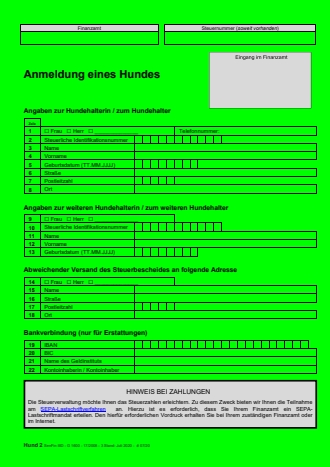 Finanzamt
Steuernummer (soweit vorhanden)
Eingang im Finanzamt
Anmeldung eines Hundes
Angaben zur Hundehalterin / zum Hundehalter
Zeile
1 ☐ Frau ☐ Herr ☐ Telefonnummer:
2 Steuerliche Identifikationsnummer
3 Name
4 Vorname
5 Geburtsdatum (TT.MM.JJJJ)
6 Straße
7 Postleitzahl
8 Ort
Angaben zur weiteren Hundehalterin / zum weiteren Hundehalter
9 ☐ Frau ☐ Herr ☐
10 Steuerliche Identifikationsnummer
11 Name
12 Vorname
13 Geburtsdatum (TT.MM.JJJJ)
Abweichender Versand des Steuerbescheides an folgende Adresse
14 ☐ Frau ☐ Herr ☐
15 Name
16 Straße
17 Postleitzahl
18 Ort
Bankverbindung (nur für Erstattungen)
19 IBAN
20 BIC
21 Name des Geldinstituts
22 Kontoinhaberin / Kontoinhaber
HINWEIS BEI ZAHLUNGEN
Die Steuerverwaltung möchte Ihnen das Steuerzahlen erleichtern. Zu diesem Zweck bieten wir Ihnen die Teilnahme
am SEPA-Lastschriftverfahren an. Hierzu ist es erforderlich, dass Sie Ihrem Finanzamt ein SEPA-
Lastschriftmandat erteilen. Den hierfür erforderlichen Vordruck erhalten Sie bei Ihrem zuständigen Finanzamt oder
im Internet.
Hund 2